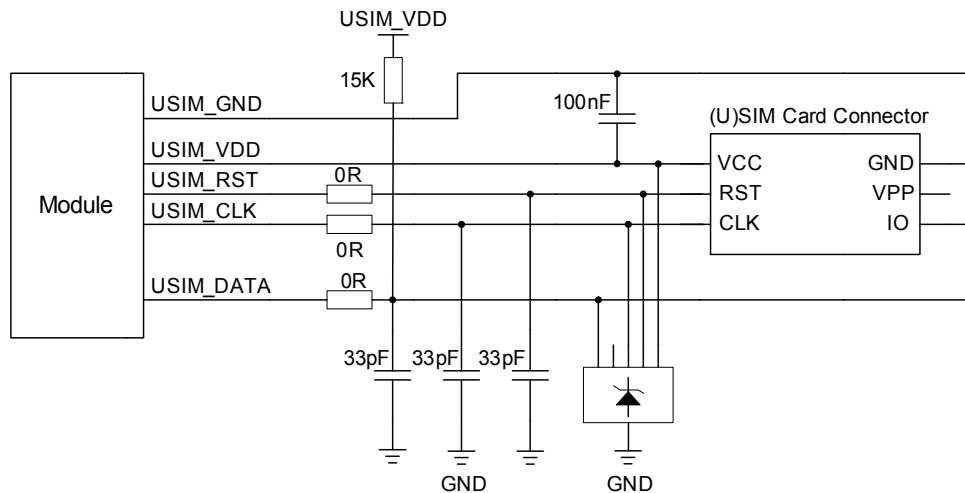 USIM_VDD
15K
USIM_GND
100nF
(U)SIM Card Connector
USIM_VDD
VCC
GND
USIM_RST
0R
RST
VPP
Module
USIM_CLK
CLK
IO
0R
USIM_DATA
0R
33pF
33pF
33pF
GND
GND